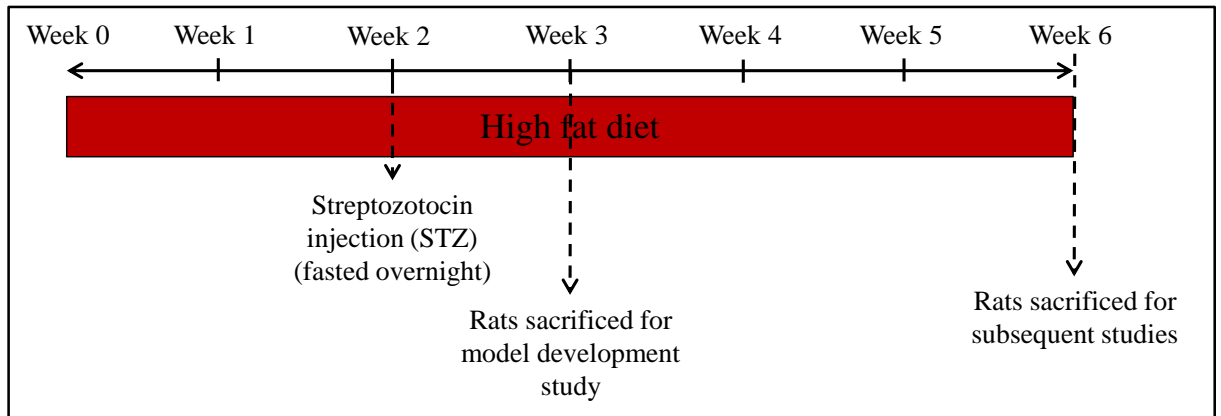 Week 0 Week 1 Week 2 Week 3 Week 4 Week 5 Week 6
High fat diet
Streptozotocin
injection (STZ)
(fasted overnight)
Rats sacrificed for
model development
study
Rats sacrificed for
subsequent studies